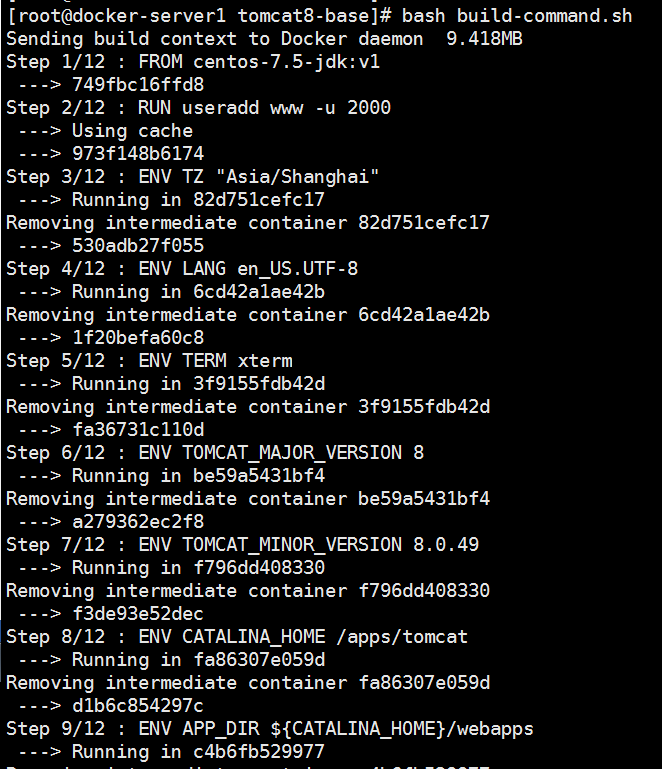 [root@docker-server1 tomcat8-base]# bash build-command.sh
Sending build context to Docker daemon  9.418MB
Step 1/12 : FROM centos-7.5-jdk:v1
 ---> 749fbc16ffd8
Step 2/12 : RUN useradd www -u 2000
 ---> Using cache
 ---> 973f148b6174
Step 3/12 : ENV TZ "Asia/Shanghai"
 ---> Running in 82d751cefc17
Removing intermediate container 82d751cefc17
 ---> 530adb27f055
Step 4/12 : ENV LANG en_US.UTF-8
 ---> Running in 6cd42a1ae42b
Removing intermediate container 6cd42a1ae42b
 ---> 1f20befa60c8
Step 5/12 : ENV TERM xterm
 ---> Running in 3f9155fdb42d
Removing intermediate container 3f9155fdb42d
 ---> fa36731c110d
Step 6/12 : ENV TOMCAT_MAJOR_VERSION 8
 ---> Running in be59a5431bf4
Removing intermediate container be59a5431bf4
 ---> a279362ec2f8
Step 7/12 : ENV TOMCAT_MINOR_VERSION 8.0.49
 ---> Running in f796dd408330
Removing intermediate container f796dd408330
 ---> f3de93e52dec
Step 8/12 : ENV CATALINA_HOME /apps/tomcat
 ---> Running in fa86307e059d
Removing intermediate container fa86307e059d
 ---> d1b6c854297c
Step 9/12 : ENV APP_DIR ${CATALINA_HOME}/webapps
 ---> Running in c4b6fb529977